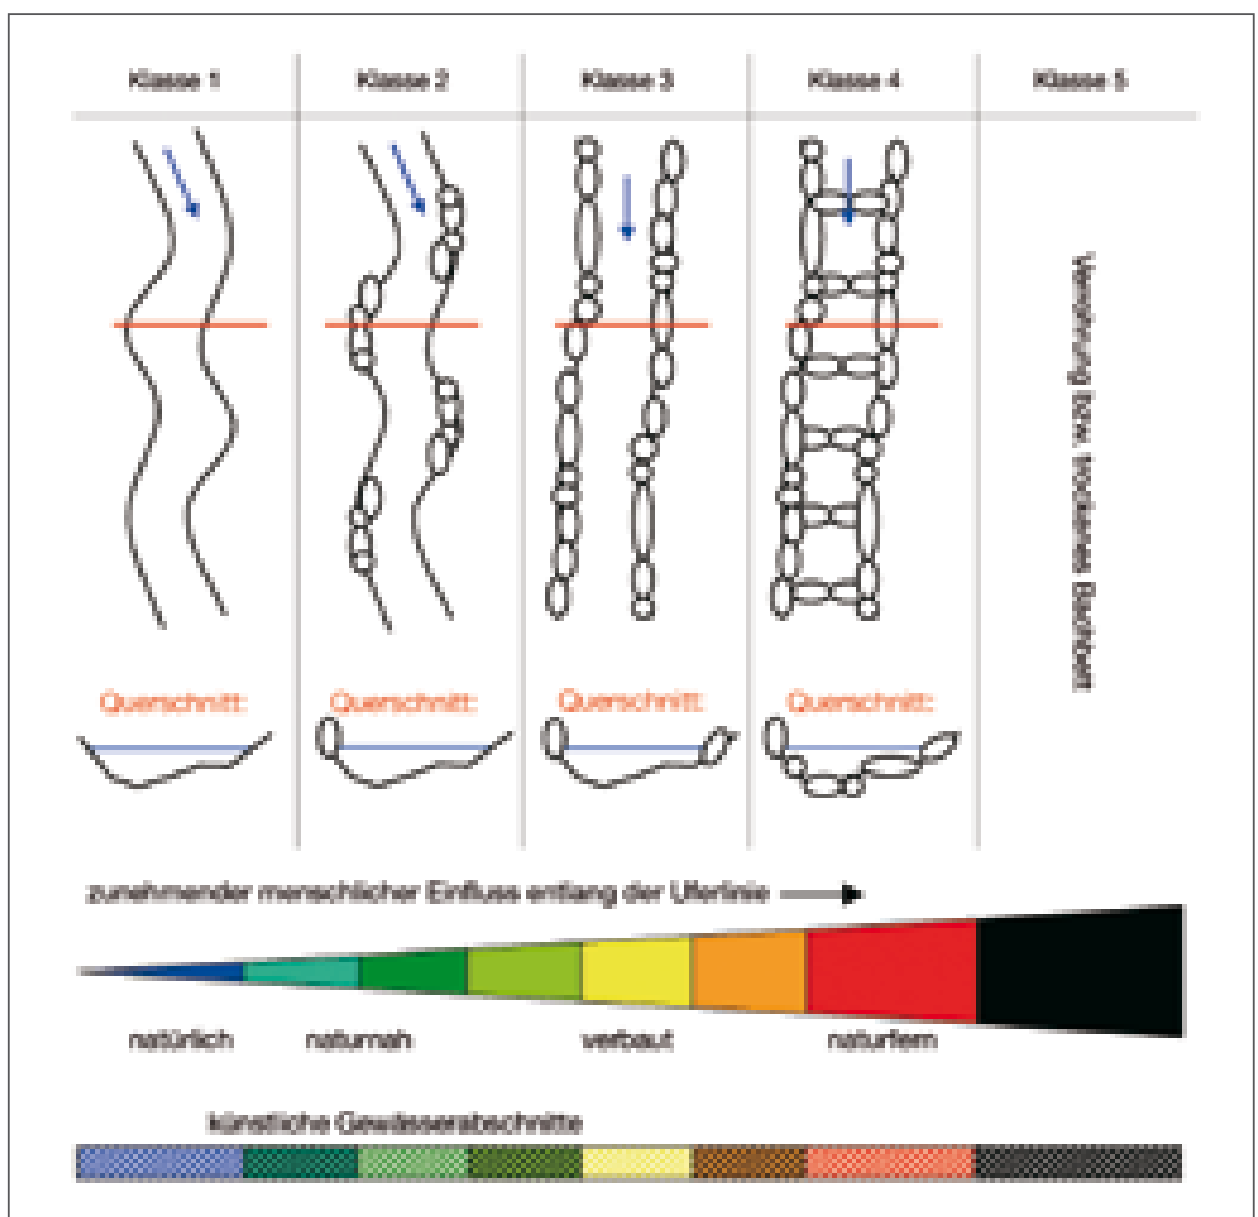 Klasse 1
Klasse 2
Klasse 3
Klasse 4
Klasse 5
Verrohrung bzw. trockenes Bachbett
Querschnitt:
Querschnitt:
Querschnitt:
Querschnitt:
zunehmender menschlicher Einfluss entlang der Uferlinie
natürlich
naturnah
verbaut
naturfern
künstliche Gewässerabschnitte